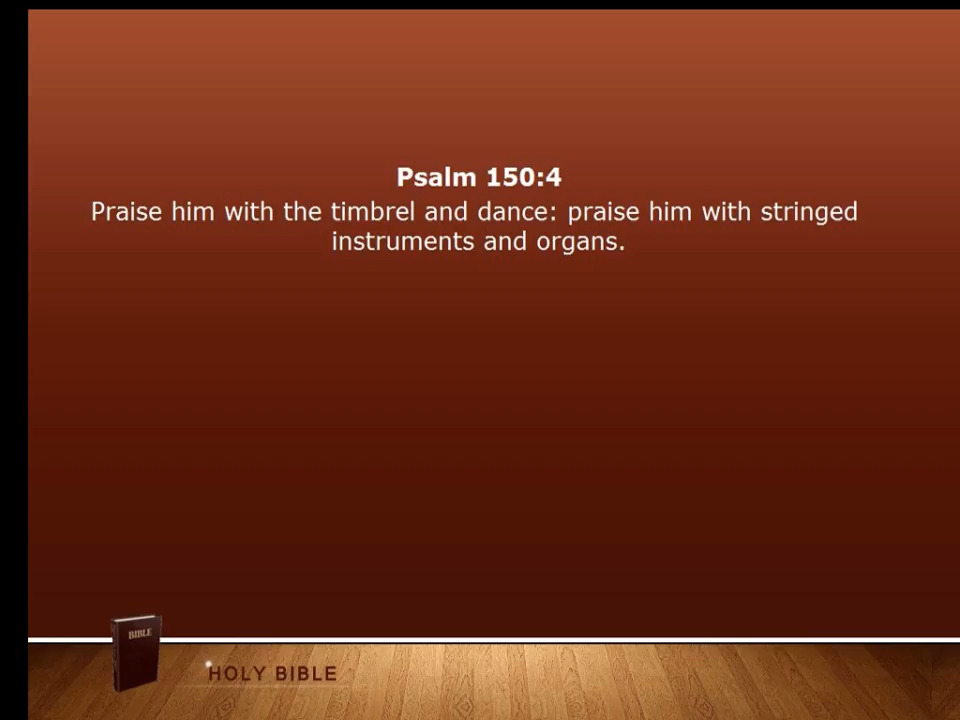 Psalm 150:4
Praise him with the timbrel and dance: praise him with stringed
instruments and organs.
BIBLE
HOLY BIBLE